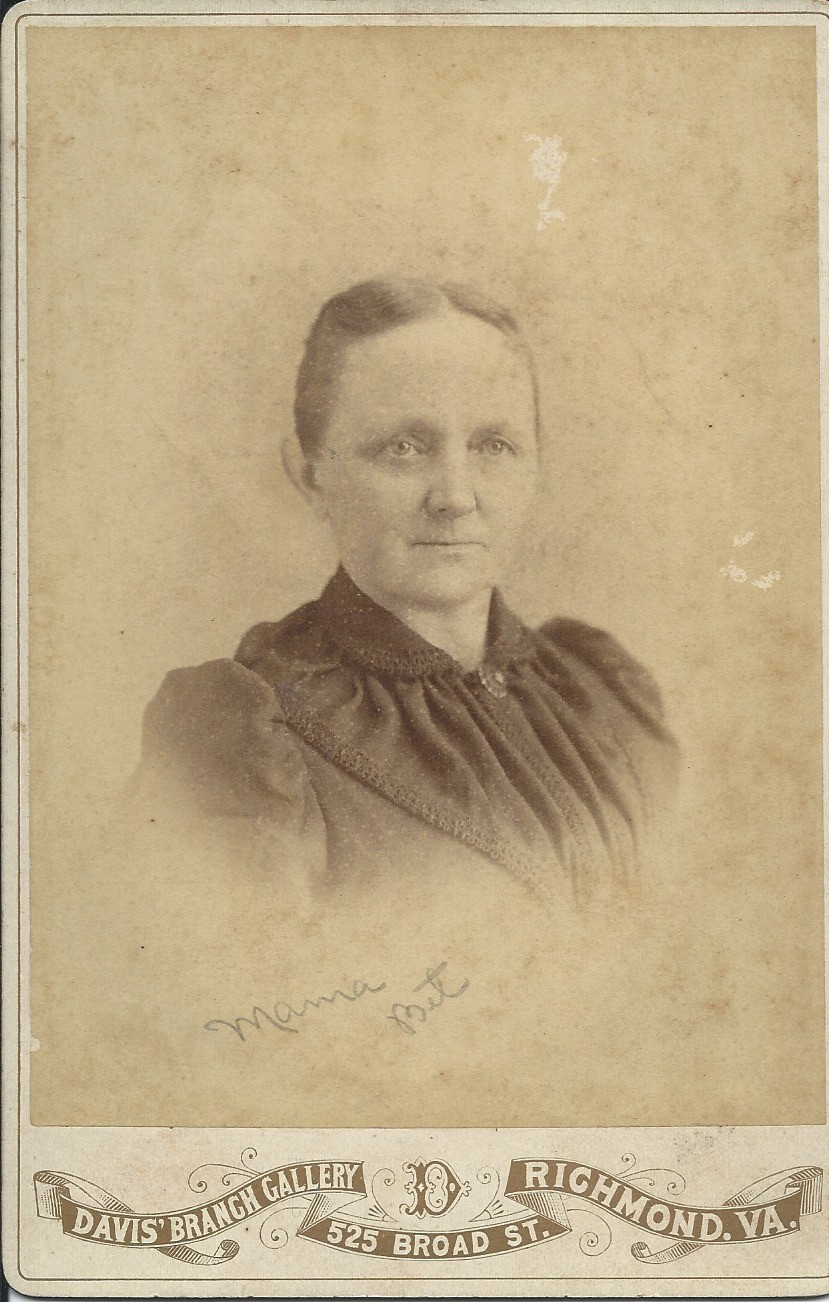 Mama Bet
DAVIS' BRANCH GALLERY
D
525 BROAD ST.
RICHMOND. VA.